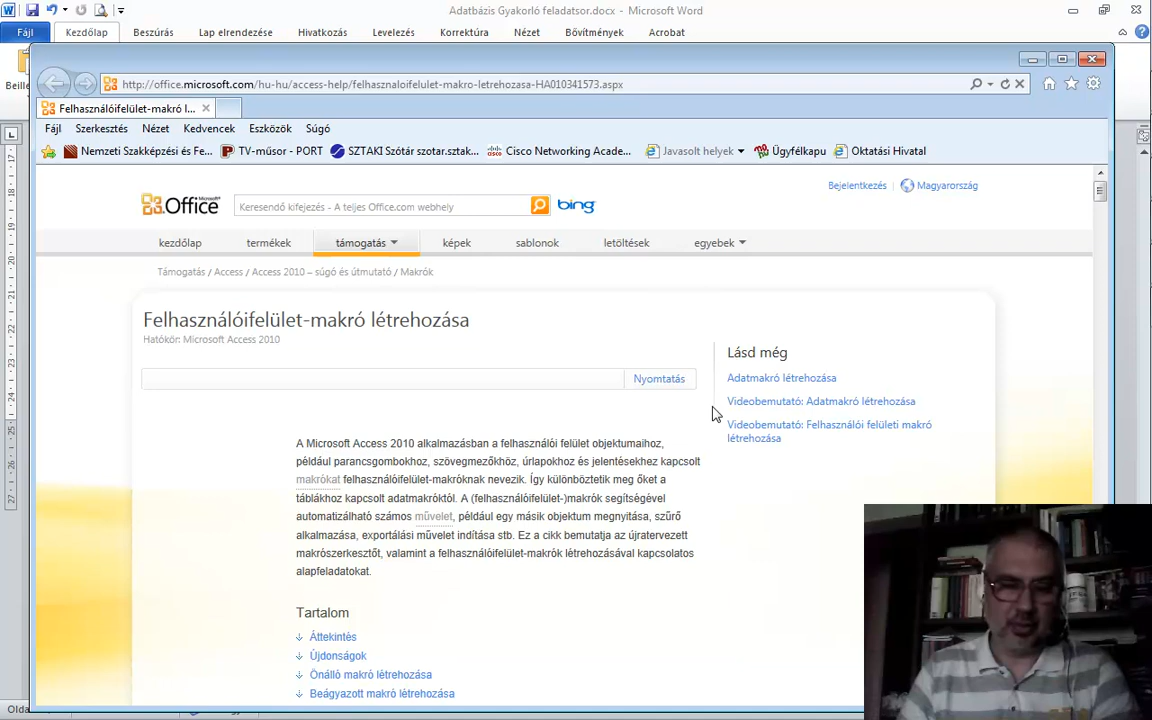 Adatbázis Gyakorló feladatsor.docx - Microsoft Word
Fájl Kezdőlap Beszúrás Lap elrendezése Hivatkozás Levelezés Korrektúra Nézet Bővítmények Acrobat
http://office.microsoft.com/hu-hu/access-help/felhasznaloifelulet-makro-letrehozasa-HA010341573.aspx
Felhasználóifelület-makró l...
Fájl Szerkesztés Nézet Kedvencek Eszközök Súgó
Nemzeti Szakképzési és Fe... TV-műsor - PORT SZTAKI Szótár szotar.sztak... Cisco Networking Acade... Javasolt helyek Ügyfélkapu Oktatási Hivatal
Bejelentkezés Magyarország
Microsoft Office Keresendő kifejezés - A teljes Office.com webhely bing
kezdőlap termékek támogatás képek sablonok letöltések egyebek
Támogatás / Access / Access 2010 – súgó és útmutató / Makrók
Felhasználóifelület-makró létrehozása
Hatókör: Microsoft Access 2010
Nyomtatás
Lásd még
Adatmakró létrehozása
Videobemutató: Adatmakró létrehozása
Videobemutató: Felhasználói felületi makró
létrehozása
A Microsoft Access 2010 alkalmazásban a felhasználói felület objektumaihoz,
például parancsgombokhoz, szövegmezőkhöz, űrlapokhoz és jelentésekhez kapcsolt
makrókat felhasználóifelület-makróknak nevezik. Így különböztetik meg őket a
táblákhoz kapcsolt adatmakróktól. A (felhasználóifelület-)makrók segítségével
automatizálható számos művelet, például egy másik objektum megnyitása, szűrő
alkalmazása, exportálási művelet indítása stb. Ez a cikk bemutatja az újratervezett
makrószerkesztőt, valamint a felhasználóifelület-makrók létrehozásával kapcsolatos
alapfeladatokat.
Tartalom
Áttekintés
Újdonságok
Önálló makró létrehozása
Beágyazott makró létrehozása